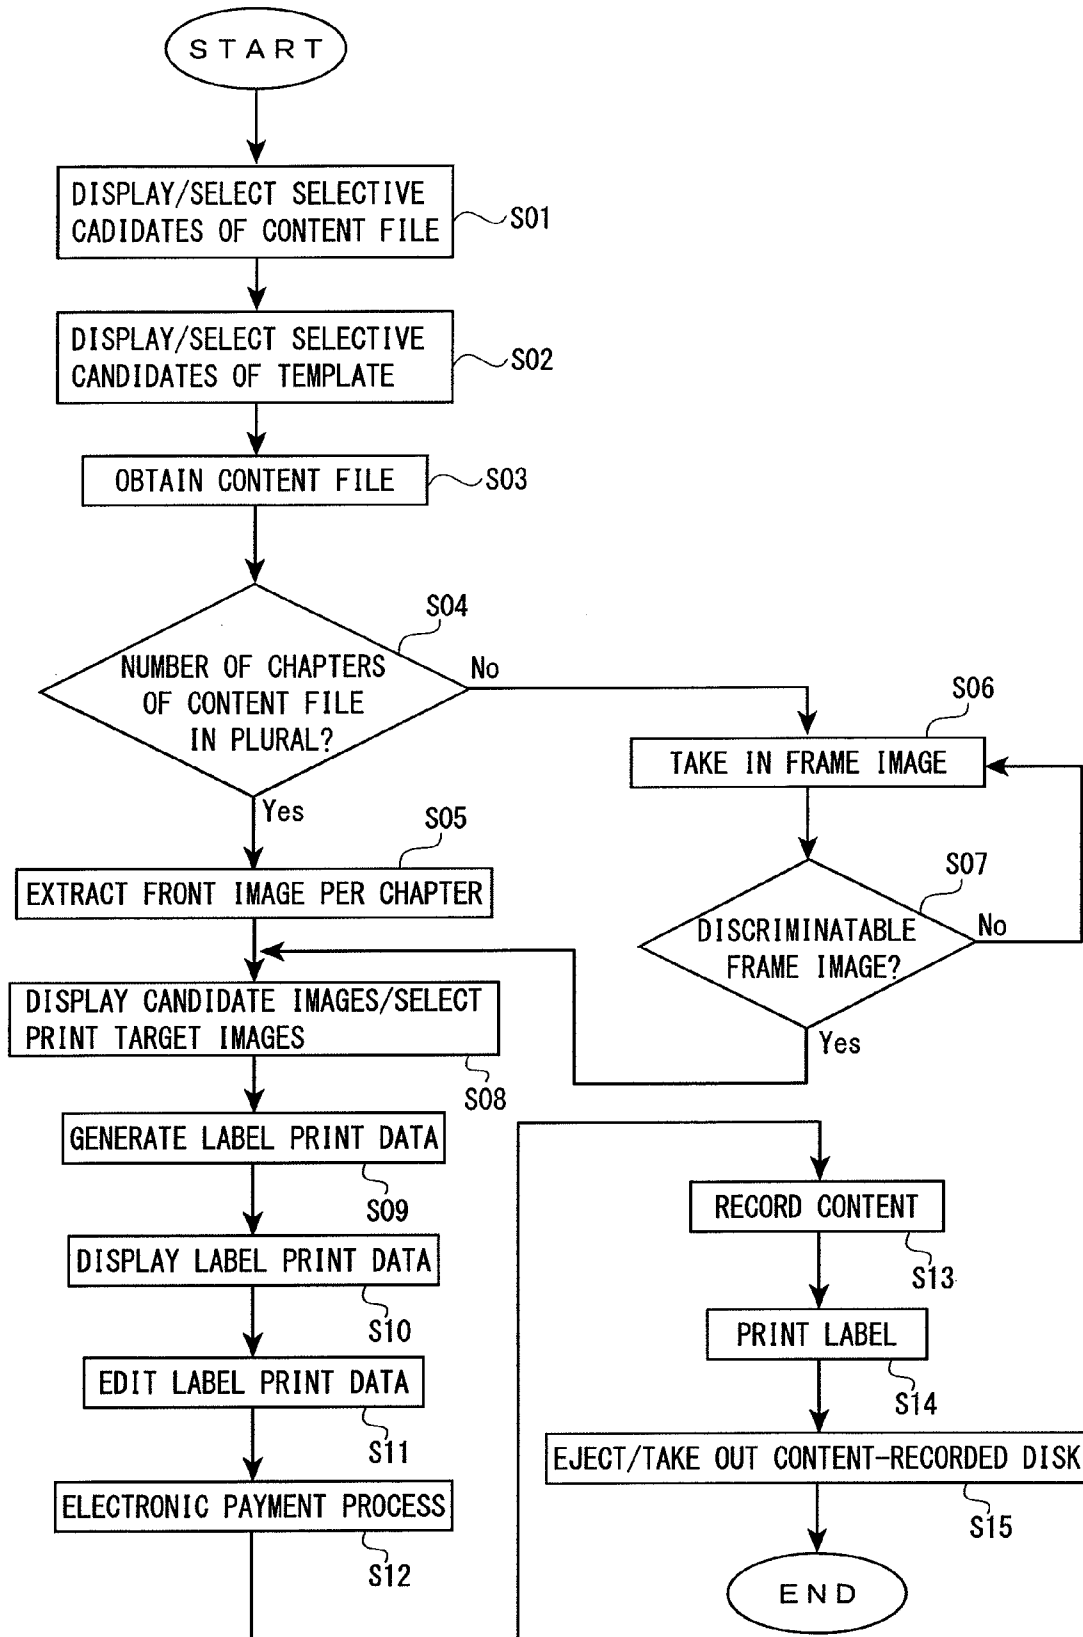 START
DISPLAY/SELECT SELECTIVE
CADIDATES OF CONTENT FILE
S01
DISPLAY/SELECT SELECTIVE
CANDIDATES OF TEMPLATE
S02
OBTAIN CONTENT FILE
S03
NUMBER OF CHAPTERS
OF CONTENT FILE
IN PLURAL?
S04
No
Yes
S05
EXTRACT FRONT IMAGE PER CHAPTER
S06
TAKE IN FRAME IMAGE
S07
DISCRIMINATABLE
FRAME IMAGE?
No
Yes
DISPLAY CANDIDATE IMAGES/SELECT
PRINT TARGET IMAGES
S08
GENERATE LABEL PRINT DATA
S09
DISPLAY LABEL PRINT DATA
S10
EDIT LABEL PRINT DATA
S11
ELECTRONIC PAYMENT PROCESS
S12
RECORD CONTENT
S13
PRINT LABEL
S14
EJECT/TAKE OUT CONTENT-RECORDED DISK
S15
END